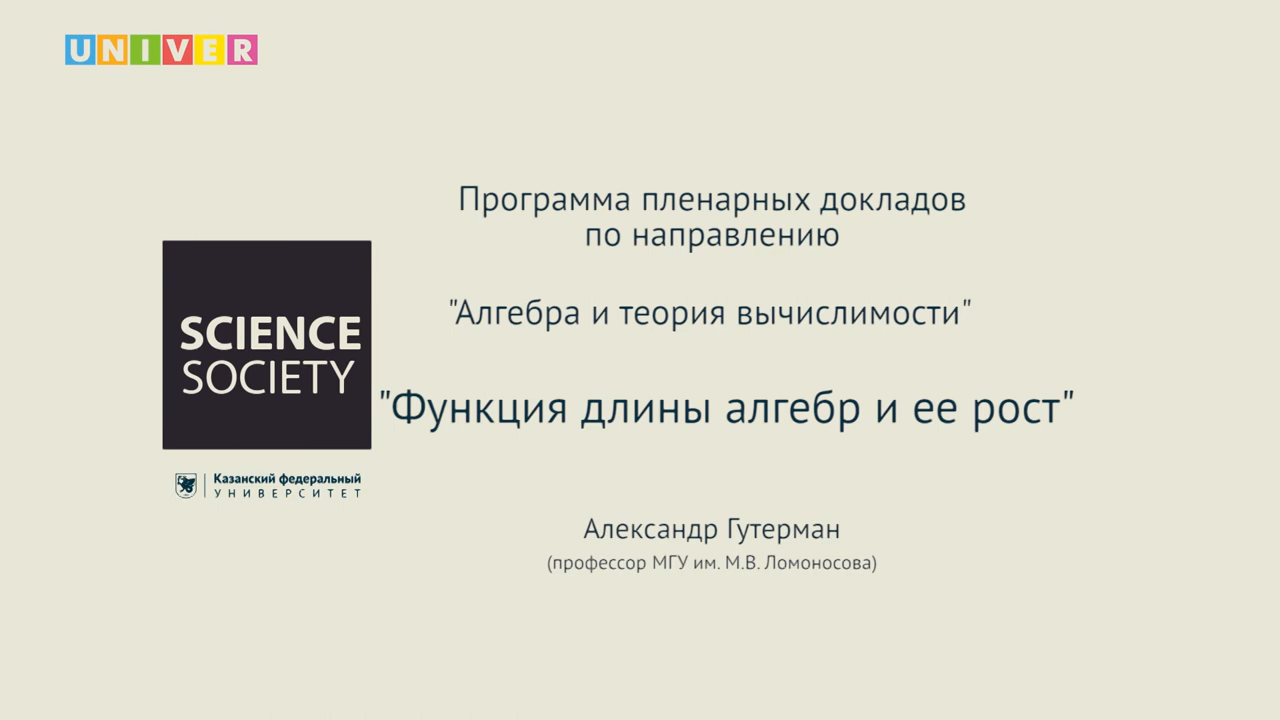 UNIVER
Программа пленарных докладов
по направлению
"Алгебра и теория вычислимости"
SCIENCE
SOCIETY
"Функция длины алгебр и ее рост"
Казанский федеральный
УНИВЕРСИТЕТ
Александр Гутерман
(профессор МГУ им. М.В. Ломоносова)